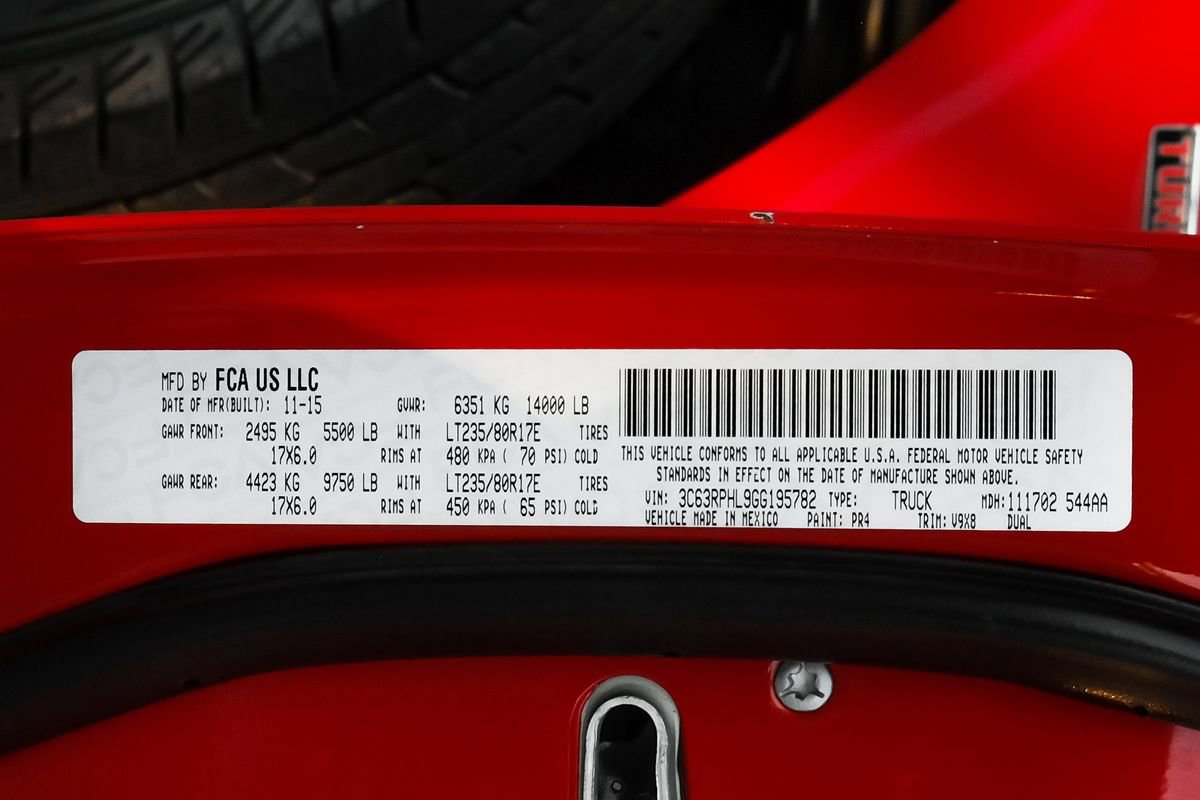 MFD BY FCA US LLC
DATE OF MFR(BUILT): 11-15 GVWR: 6351 KG 14000 LB
GAWR FRONT: 2495 KG 5500 LB WITH LT235/80R17E TIRES
17X6.0 RIMS AT 480 KPA ( 70 PSI) COLD
GAWR REAR: 4423 KG 9750 LB WITH LT235/80R17E TIRES
17X6.0 RIMS AT 450 KPA ( 65 PSI) COLD
THIS VEHICLE CONFORMS TO ALL APPLICABLE U.S.A. FEDERAL MOTOR VEHICLE SAFETY
STANDARDS IN EFFECT ON THE DATE OF MANUFACTURE SHOWN ABOVE.
VIN: 3C63RPHL9GG195782 TYPE: TRUCK MDH:111702 544AA
VEHICLE MADE IN MEXICO PAINT: PR4 TRIM: V9X8 DUAL